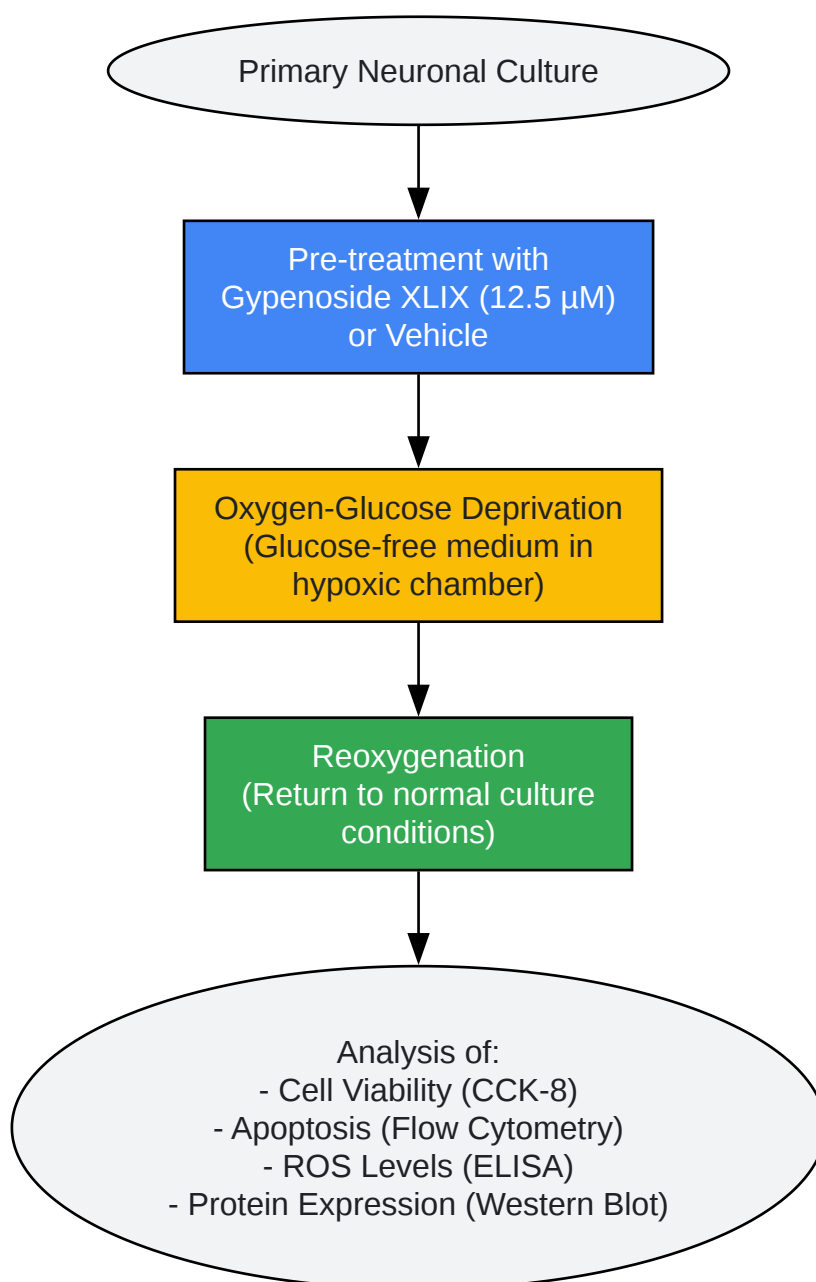 Primary Neuronal Culture
Pre-treatment with
Gypenoside XLIX (12.5 µM)
or Vehicle
Oxygen-Glucose Deprivation
(Glucose-free medium in
hypoxic chamber)
Reoxygenation
(Return to normal culture
conditions)
Analysis of:
- Cell Viability (CCK-8)
- Apoptosis (Flow Cytometry)
- ROS Levels (ELISA)
- Protein Expression (Western Blot)